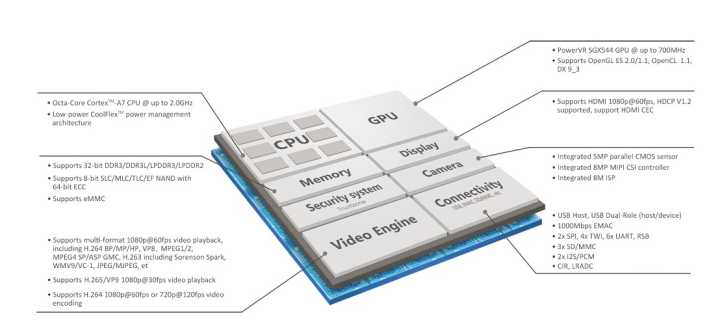 • PowerVR SGX544 GPU @ up to 700MHz
• Supports OpenGL ES 2.0/1.1, OpenCL 1.1,
DX 9_3
• Octa-Core Cortex™-A7 CPU @ up to 2.0GHz
• Low-power CoolFlex™ power management
architecture
• Supports HDMI 1080p@60fps, HDCP V1.2
supported, support HDMI CEC
• Supports 32-bit DDR3/DDR3L/LPDDR3/LPDDR2
• Supports 8-bit SLC/MLC/TLC/EF NAND with
64-bit ECC
• Supports eMMC
• Integrated 5MP parallel CMOS sensor
• Integrated 8MP MIPI CSI controller
• Integrated 8M ISP
CPU
GPU
Memory
Display
Security system
Trustzone
Camera
Video Engine
Connectivity
• USB Host, USB Dual-Role (host/device)
• 1000Mbps EMAC
• 2x SPI, 4x TWI, 6x UART, RSB
• 3x SD/MMC
• 2x I2S/PCM
• CIR, LRADC
• Supports multi-format 1080p@60fps video playback,
including H.264 BP/MP/HP, VP8, MPEG1/2,
MPEG4 SP/ASP GMC, H.263 including Sorenson Spark,
WMV9/VC-1, JPEG/MJPEG, et
• Supports H.265/VP9 1080p@30fps video playback
• Supports H.264 1080p@60fps or 720p@120fps video
encoding